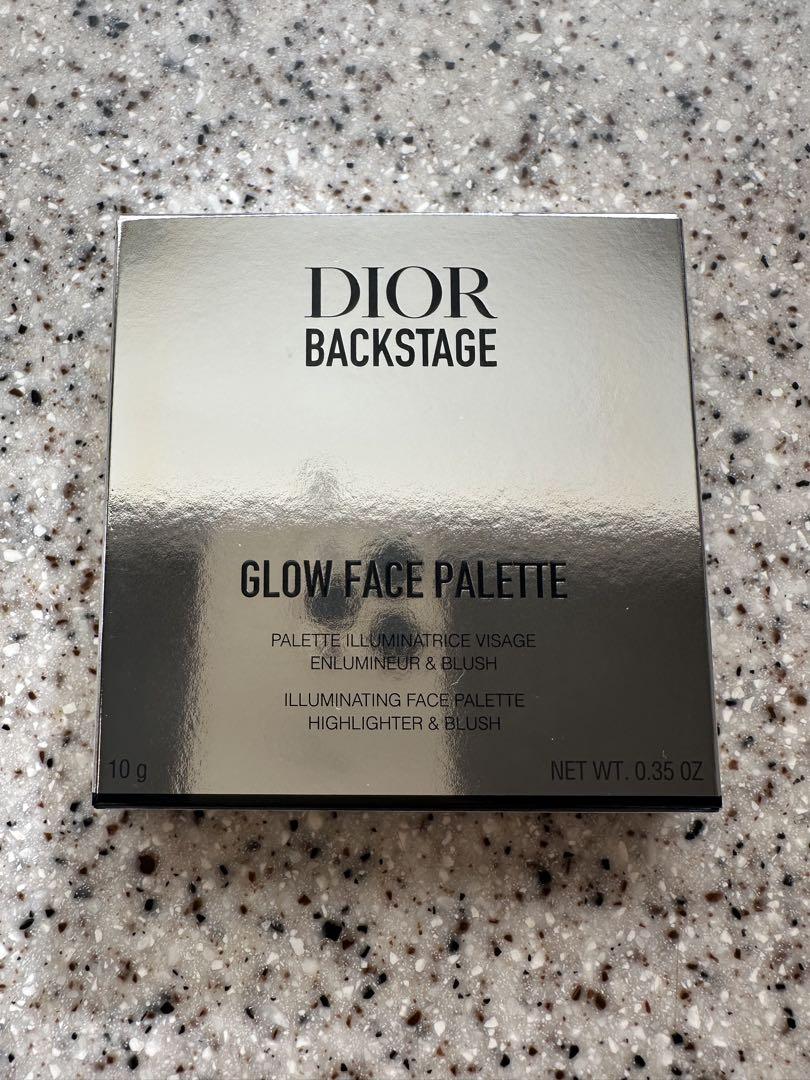 DIOR
BACKSTAGE
GLOW FACE PALETTE
PALETTE ILLUMINATRICE VISAGE
ENLUMINEUR & BLUSH
ILLUMINATING FACE PALETTE
HIGHLIGHTER & BLUSH
10 g NET WT. 0.35 OZ